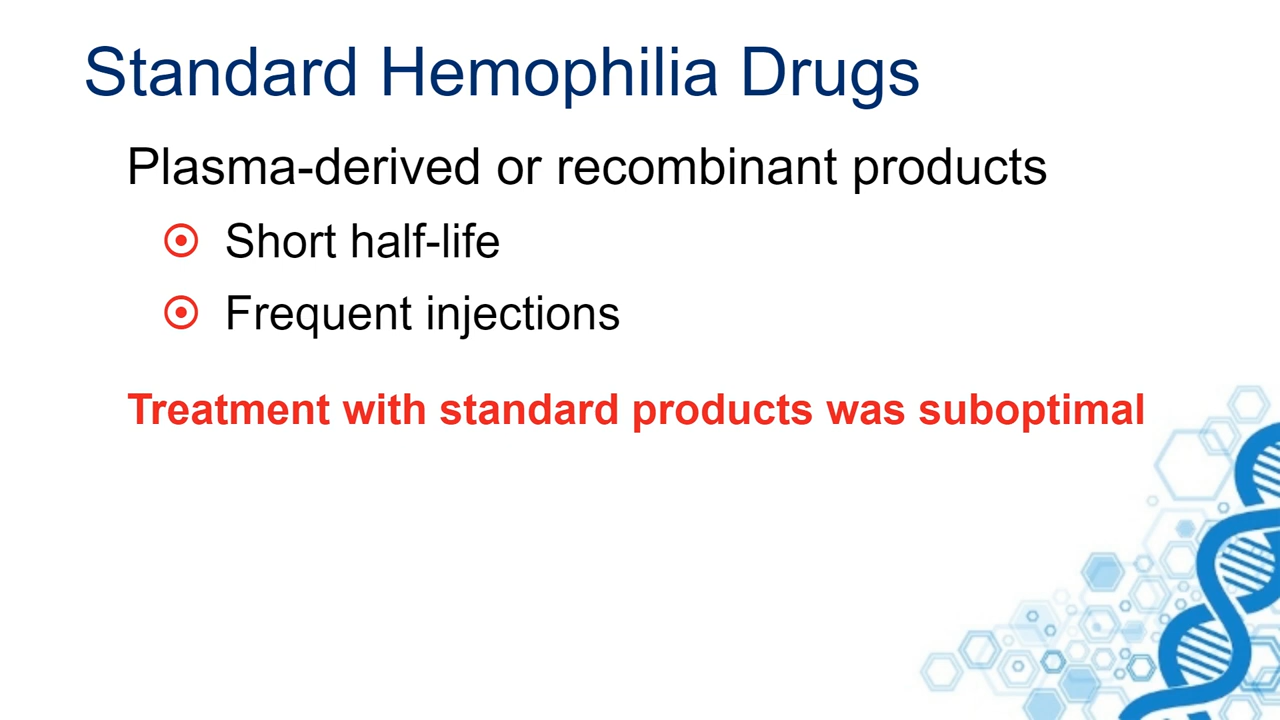 Standard Hemophilia Drugs
Plasma-derived or recombinant products
Short half-life
Frequent injections
Treatment with standard products was suboptimal